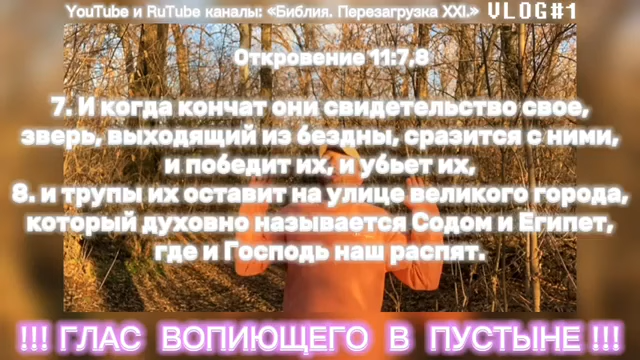 YouTube и RuTube каналы: «Библия. Перезагрузка XXI.» VLOG#1
Откровение 11:7,8
7. И когда кончат они свидетельство свое,
зверь, выходящий из бездны, сразится с ними,
и победит их, и убьет их,
8. и трупы их оставит на улице великого города,
который духовно называется Содом и Египет,
где и Господь наш распят.
!!! ГЛАС ВОПИЮЩЕГО В ПУСТЫНЕ !!!